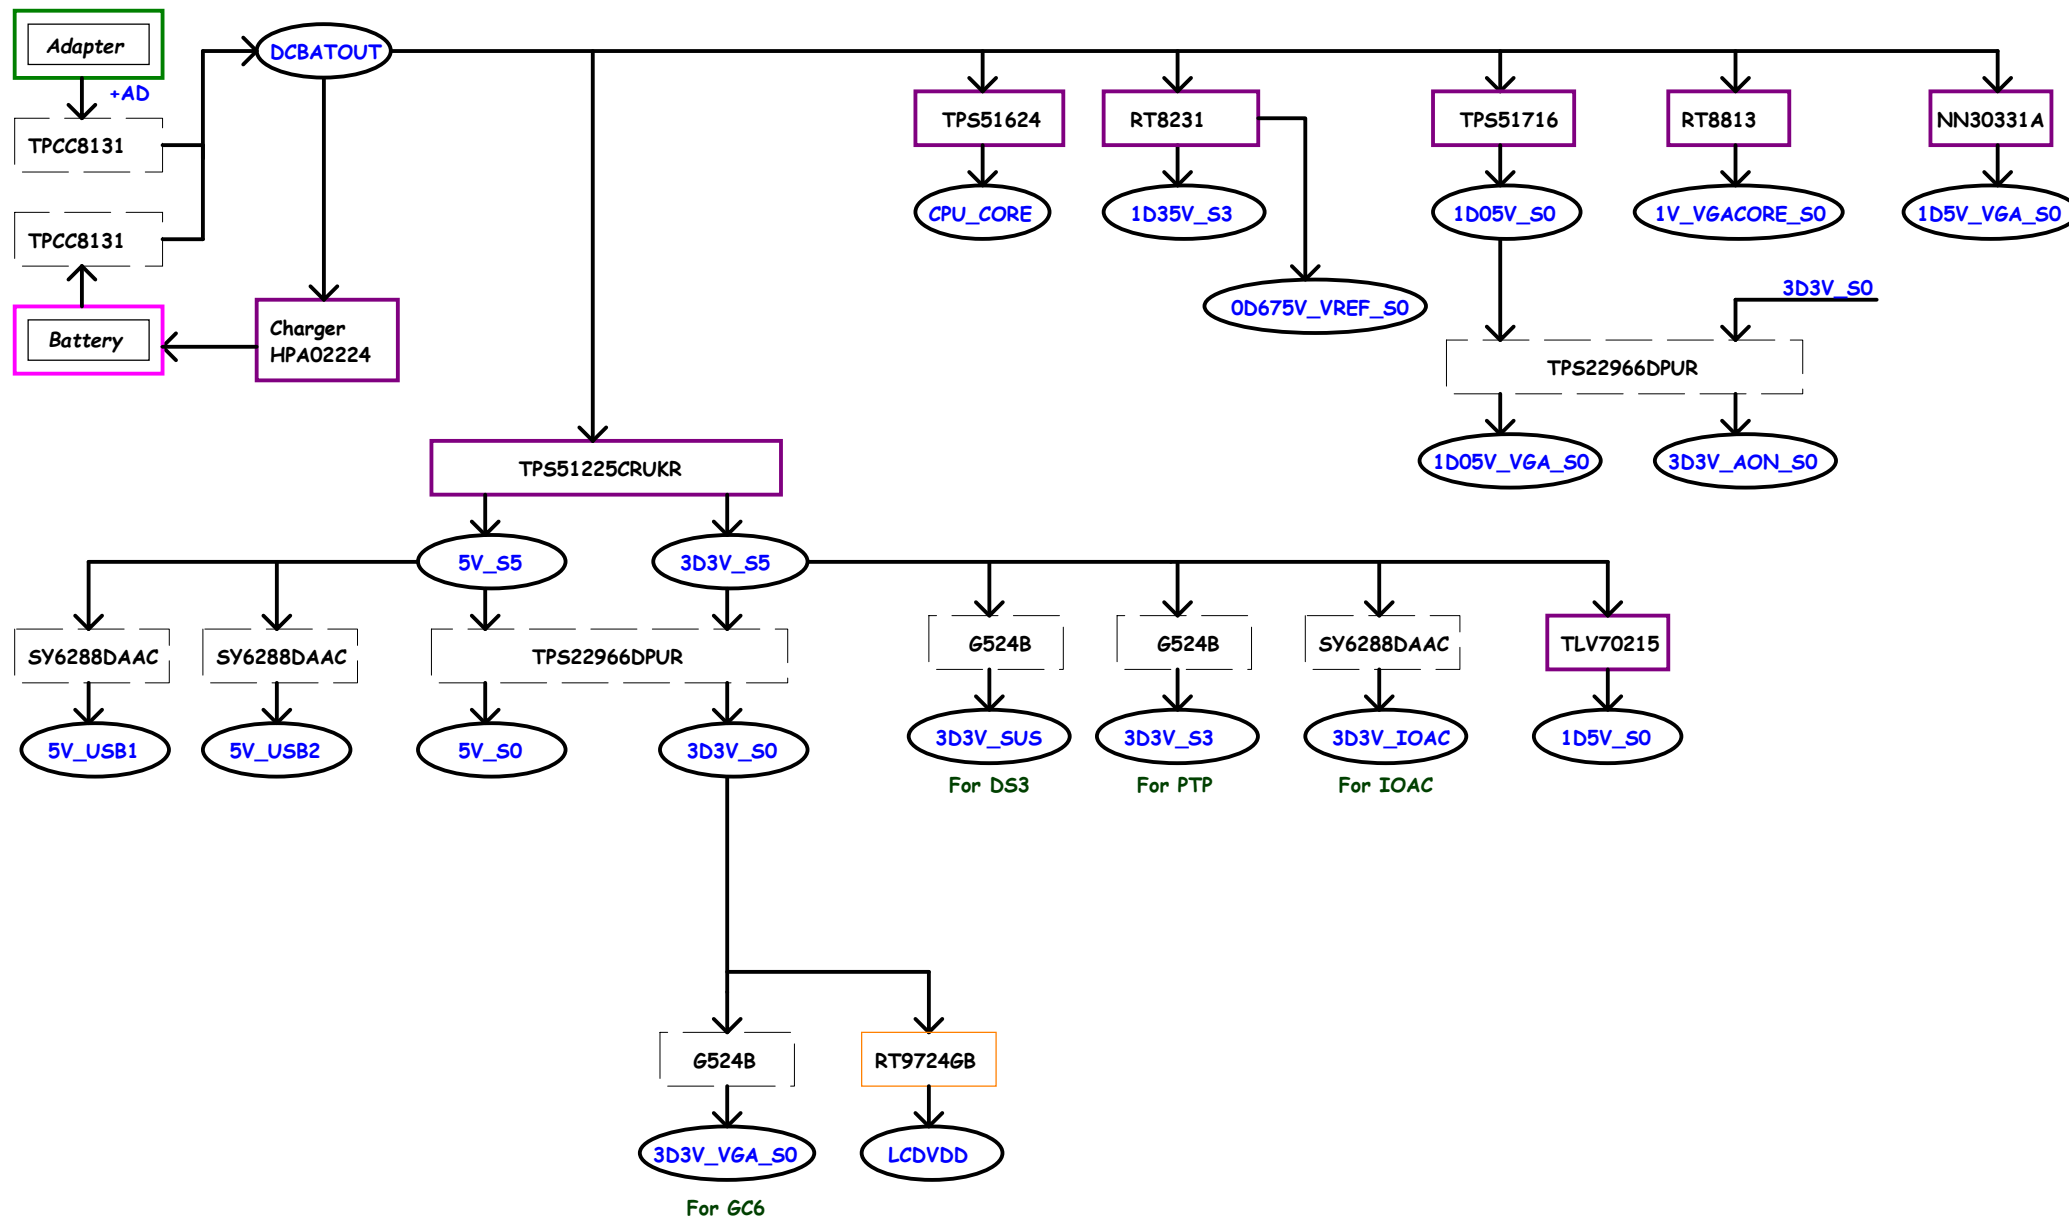 Adapter
DCBATOUT
+AD
TPCC8131
TPS51624
RT8231
TPS51716
RT8813
NN30331A
TPCC8131
CPU_CORE
1D35V_S3
1D05V_S0
1V_VGACORE_S0
1D5V_VGA_S0
Battery
Charger
HPA02224
0D675V_VREF_S0
3D3V_S0
TPS22966DPUR
1D05V_VGA_S0
3D3V_AON_S0
TPS51225CRUKR
5V_S5
3D3V_S5
SY6288DAAC
SY6288DAAC
TPS22966DPUR
G524B
G524B
SY6288DAAC
TLV70215
5V_USB1
5V_USB2
5V_S0
3D3V_S0
3D3V_SUS
3D3V_S3
3D3V_IOAC
1D5V_S0
For DS3
For PTP
For IOAC
G524B
RT9724GB
3D3V_VGA_S0
LCDVDD
For GC6